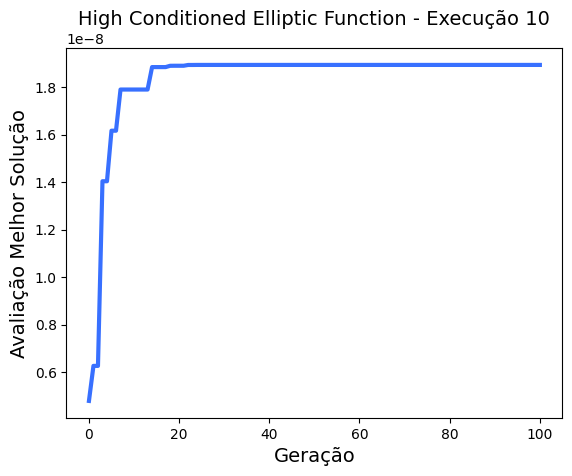 High Conditioned Elliptic Function - Execução 10
1e−8
1.8
1.6
1.4
1.2
1.0
0.8
0.6
Avaliação Melhor Solução
0 20 40 60 80 100
Geração